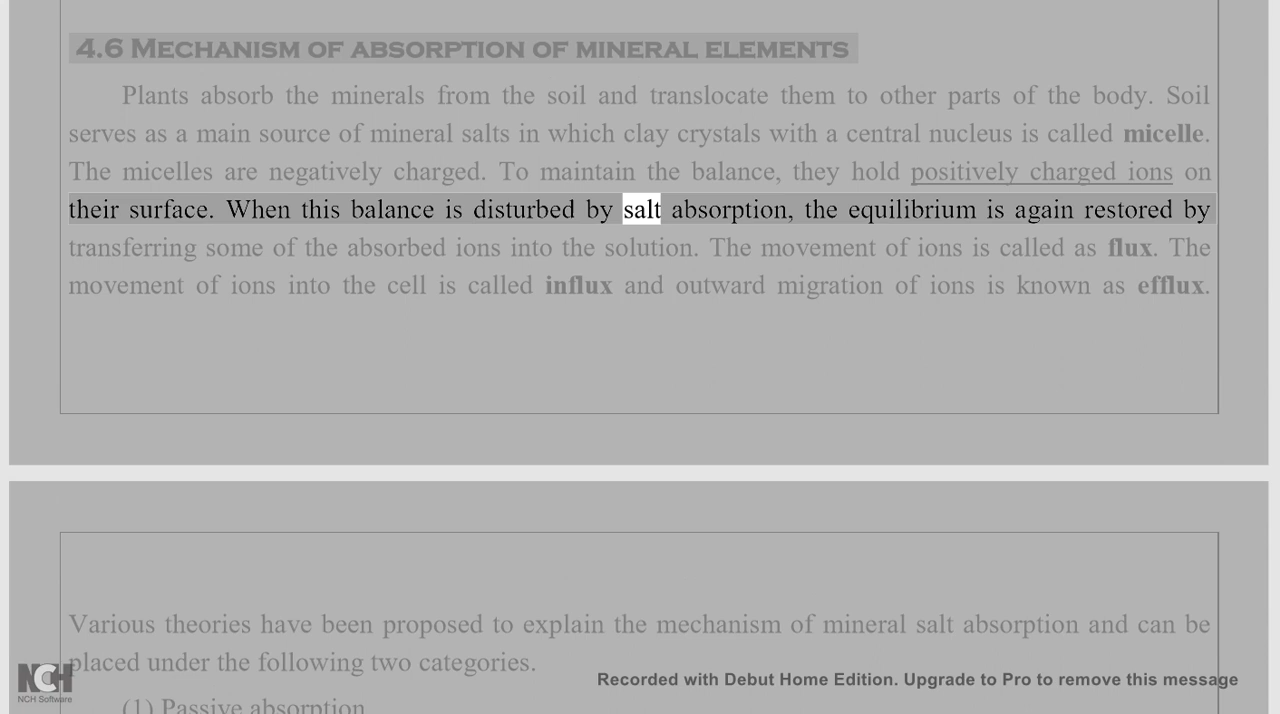 4.6 MECHANISM OF ABSORPTION OF MINERAL ELEMENTS
Plants absorb the minerals from the soil and translocate them to other parts of the body. Soil
serves as a main source of mineral salts in which clay crystals with a central nucleus is called micelle.
The micelles are negatively charged. To maintain the balance, they hold positively charged ions on
their surface. When this balance is disturbed by salt absorption, the equilibrium is again restored by
transferring some of the absorbed ions into the solution. The movement of ions is called as flux. The
movement of ions into the cell is called influx and outward migration of ions is known as efflux.
Various theories have been proposed to explain the mechanism of mineral salt absorption and can be
placed under the following two categories.
(1) Passive absorption
NCH
NCH Software
Recorded with Debut Home Edition. Upgrade to Pro to remove this message